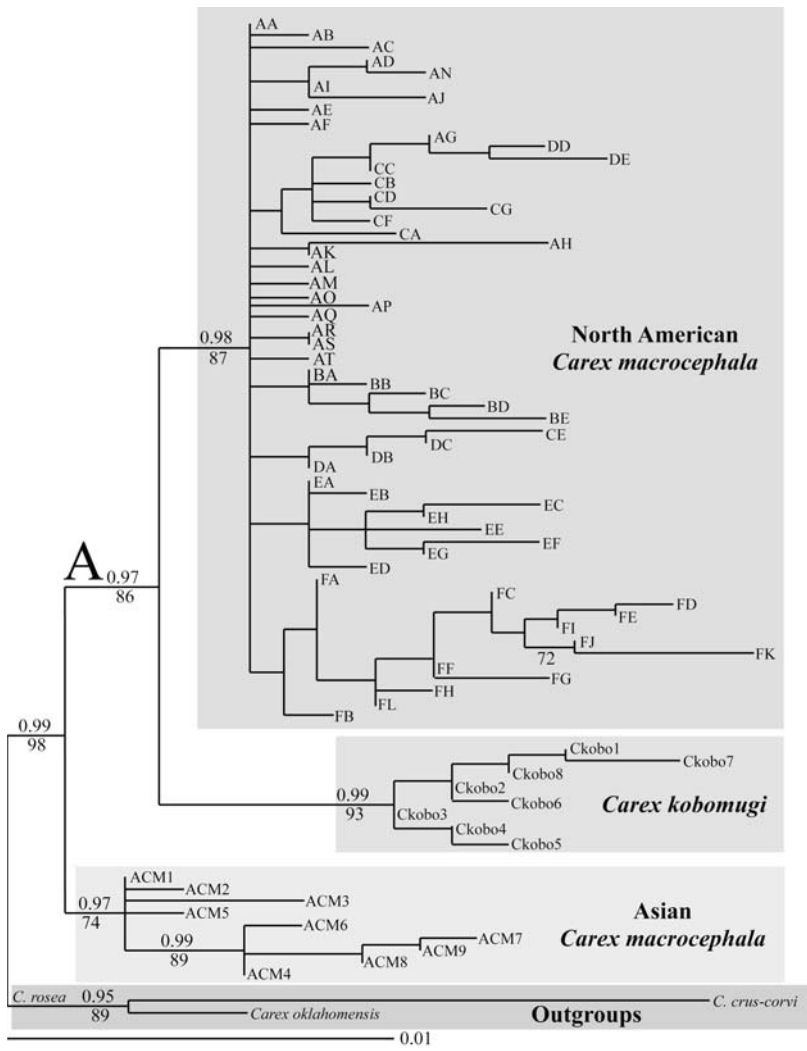 AA
AB
AC
AD
AN
AI
AJ
AE
AF
AG
DD
DE
CC
CB
CD
CG
CF
CA
AH
AK
AL
AM
AO
AP
AQ
AR
AS
AT
0.98
87
North American
Carex macrocephala
BA
BB
BC
BD
BE
CE
DC
DB
DA
EA
EB
EC
EH
EE
EF
EG
ED
A
0.97
86
FA
FC
FD
FE
FI
FJ
72
FK
FF
FG
FH
FL
FB
0.99
98
Ckobo1
Ckobo7
Ckobo8
Ckobo2
Ckobo6
0.99
93
Ckobo3
Ckobo4
Ckobo5
Carex kobomugi
ACM1
ACM2
ACM3
0.97
74
ACM5
ACM6
0.99
89
ACM7
ACM9
ACM8
ACM4
Asian
Carex macrocephala
C. rosea
0.95
89
C. crus-corvi
Carex oklahomensis
Outgroups
0.01